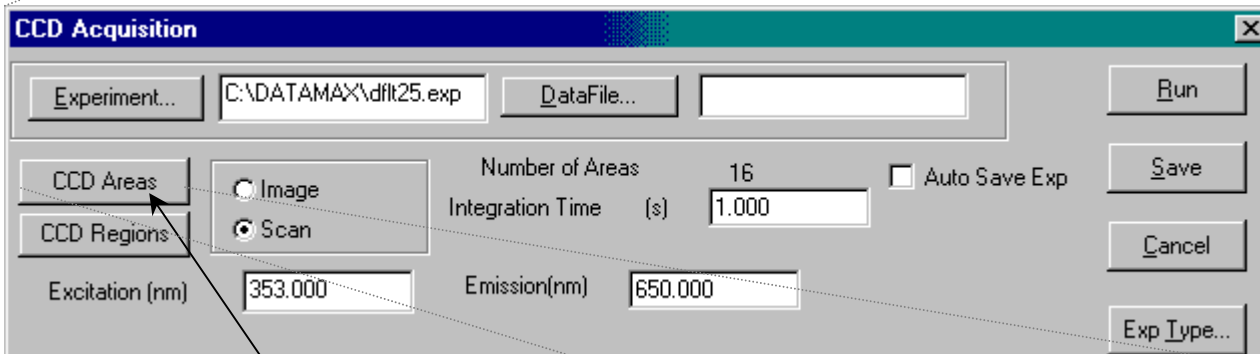 CCD Acquisition
Experiment... C:\DATAMAX\dflt25.exp DataFile... Run
CCD Areas Image Number of Areas 16 Auto Save Exp Save
Integration Time (s) 1.000
CCD Regions Scan Cancel
Excitation (nm) 353.000 Emission(nm) 650.000
Exp Type...